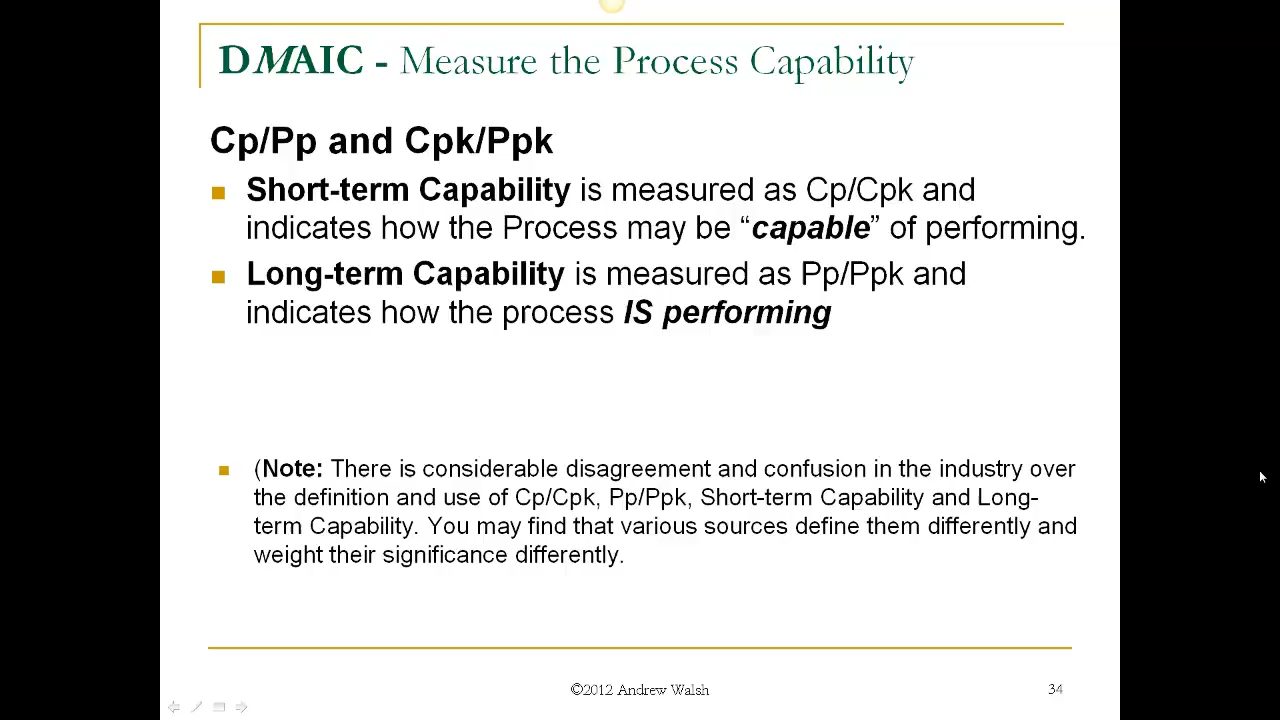 DMAIC - Measure the Process Capability
Cp/Pp and Cpk/Ppk
Short-term Capability is measured as Cp/Cpk and
indicates how the Process may be “capable” of performing.
Long-term Capability is measured as Pp/Ppk and
indicates how the process IS performing
(Note: There is considerable disagreement and confusion in the industry over
the definition and use of Cp/Cpk, Pp/Ppk, Short-term Capability and Long-
term Capability. You may find that various sources define them differently and
weight their significance differently.
©2012 Andrew Walsh
34